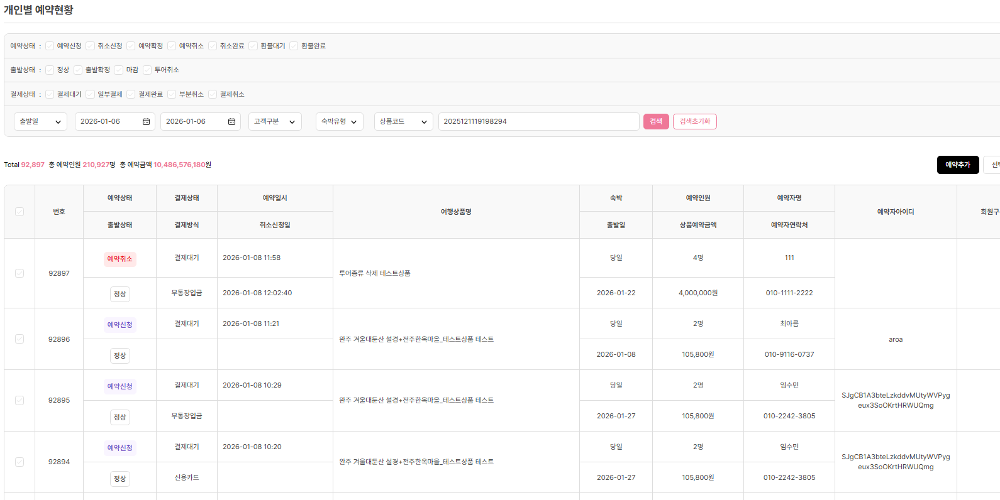 개인별 예약현황
예약상태 : 예약신청 취소신청 예약확정 예약취소 취소완료 환불대기 환불완료
출발상태 : 정상 출발확정 마감 투어취소
결제상태 : 결제대기 일부결제 결제완료 부분취소 결제취소
출발일 2026-01-06 2026-01-06 고객구분 숙박유형 상품코드 2025121119198294 검색 검색초기화
Total 92,897 총 예약인원 210,927명 총 예약금액 10,486,576,180원 예약추가
번호 예약상태 결제상태 예약일시 여행상품명 숙박 예약인원 예약자명 예약자아이디 회원구
출발상태 결제방식 취소신청일 출발일 상품예약금액 예약자연락처
92897 예약취소 결제대기 2026-01-08 11:58 투어종류 삭제 테스트상품 당일 4명 111
정상 무통장입금 2026-01-08 12:02:40 2026-01-22 4,000,000원 010-1111-2222
92896 예약신청 결제대기 2026-01-08 11:21 완주 겨울대둔산 설경+전주한옥마을_테스트상품 테스트 당일 2명 최아름 aroa
정상 2026-01-08 105,800원 010-9116-0737
92895 예약신청 결제대기 2026-01-08 10:29 완주 겨울대둔산 설경+전주한옥마을_테스트상품 테스트 당일 2명 임수민 SJgCB1A3bteLzkddvMUtyWVPyg
정상 무통장입금 2026-01-27 105,800원 010-2242-3805 eux3SoOKrtHRWUQmg
92894 예약신청 결제대기 2026-01-08 10:20 완주 겨울대둔산 설경+전주한옥마을_테스트상품 테스트 당일 2명 임수민 SJgCB1A3bteLzkddvMUtyWVPyg
정상 신용카드 2026-01-27 105,800원 010-2242-3805 eux3SoOKrtHRWUQmg